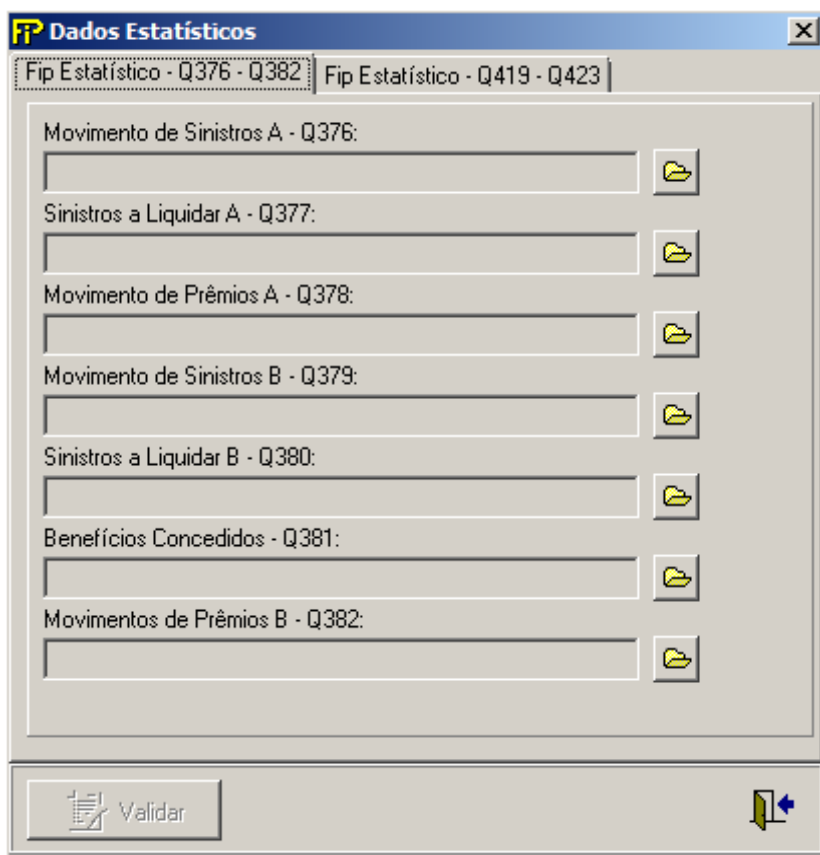 FiP Dados Estatísticos
Fip Estatístico - Q376 - Q382 Fip Estatístico - Q419 - Q423
Movimento de Sinistros A - Q376:
Sinistros a Liquidar A - Q377:
Movimento de Prêmios A - Q378:
Movimento de Sinistros B - Q379:
Sinistros a Liquidar B - Q380:
Benefícios Concedidos - Q381:
Movimentos de Prêmios B - Q382:
Validar